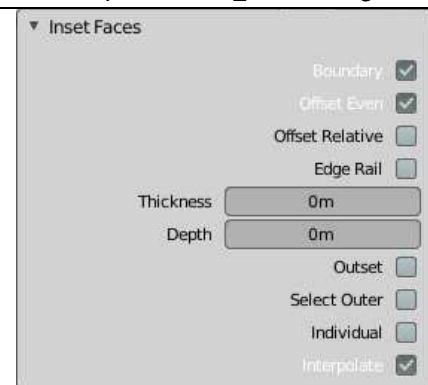 Inset Faces
Boundary
Offset Even
Offset Relative
Edge Rail
Thickness 0m
Depth 0m
Outset
Select Outer
Individual
Interpolate